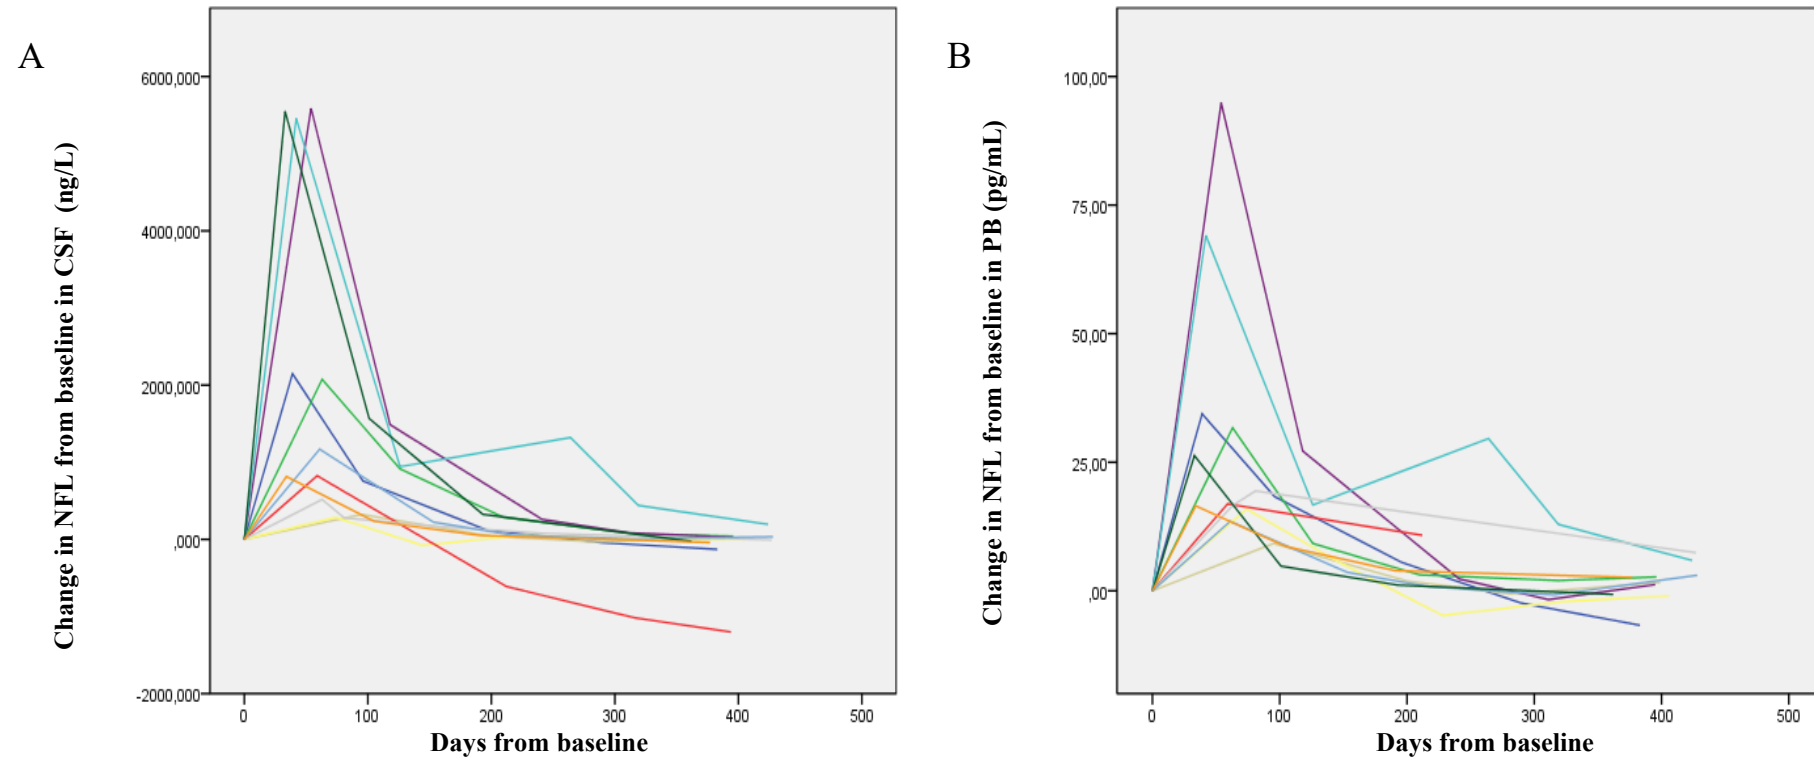 A
Change in NFL from baseline in CSF (ng/L)
6000,000
4000,000
2000,000
,000
-2000,000
0 100 200 300 400 500
Days from baseline
B
Change in NFL from baseline in PB (pg/mL)
100,00
75,00
50,00
25,00
,00
0 100 200 300 400 500
Days from baseline